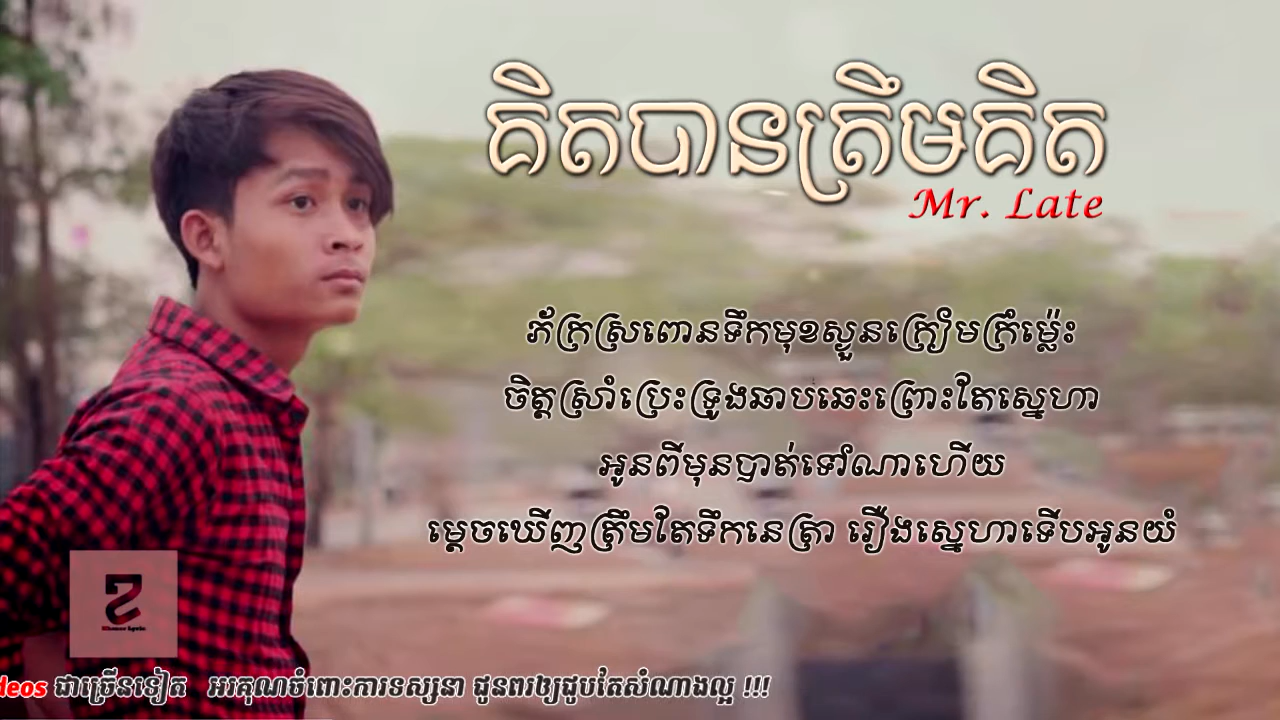 គិតបានត្រឹមគិត
Mr. Late
ភ័ក្រស្រពោនទឹកមុខស្ងួនក្រៀមក្រំម្ល៉េះ
ចិត្តស្រាំប្រេះទ្រូងឆាបឆេះព្រោះតែស្នេហា
អូនពីមុនបាត់ទៅណាហើយ
ម្ដេចឃើញត្រឹមតែទឹកនេត្រា រឿងស្នេហាទើបអូនយំ
deos ជាច្រើនទៀត អរគុណចំពោះការទស្សនា ជូនពរឲ្យជួបតែសំណាងល្អ !!!